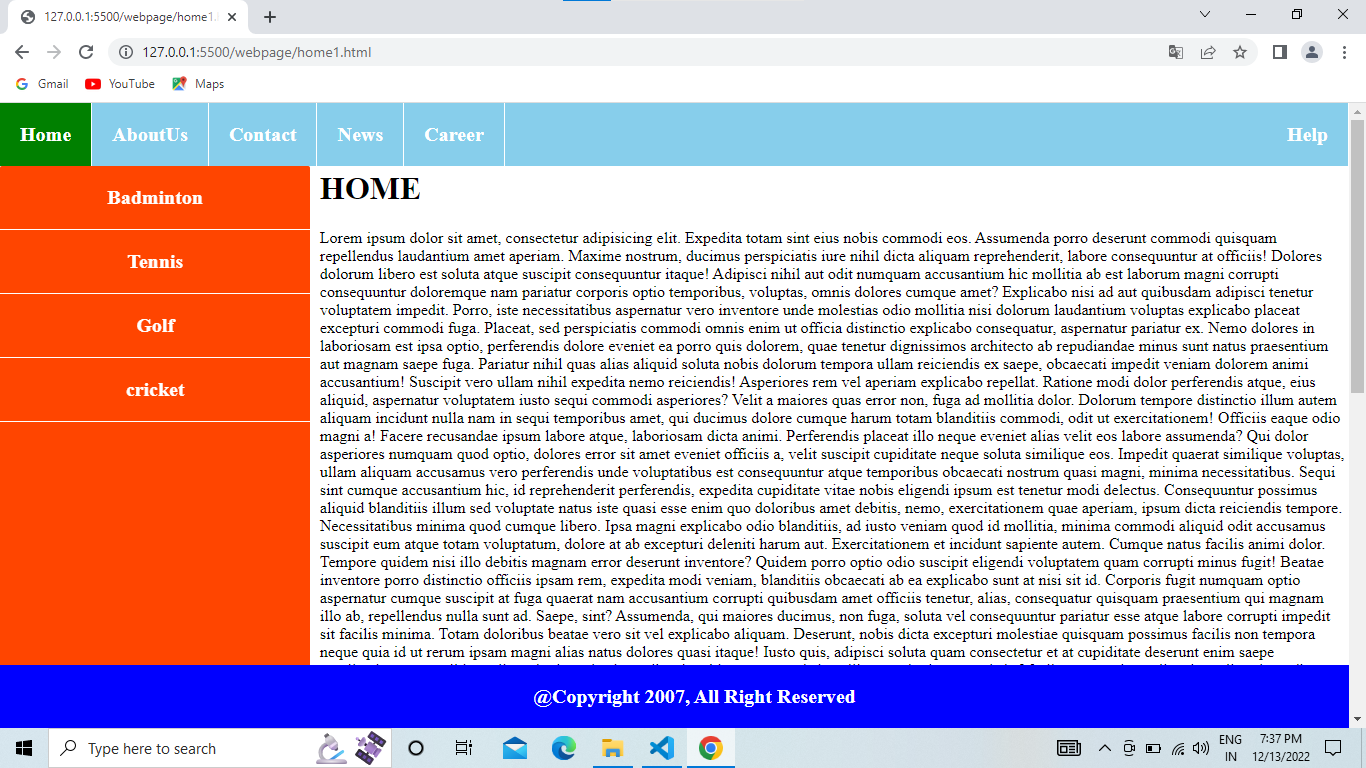 127.0.0.1:5500/webpage/home1.
127.0.0.1:5500/webpage/home1.html
Gmail YouTube Maps
Home AboutUs Contact News Career Help
Badminton
Tennis
Golf
cricket
HOME
Lorem ipsum dolor sit amet, consectetur adipisicing elit. Expedita totam sint eius nobis commodi eos. Assumenda porro deserunt commodi quisquam
repellendus laudantium amet aperiam. Maxime nostrum, ducimus perspiciatis iure nihil dicta aliquam reprehenderit, labore consequuntur at officiis! Dolores
dolorum libero est soluta atque suscipit consequuntur itaque! Adipisci nihil aut odit numquam accusantium hic mollitia ab est laborum magni corrupti
consequuntur doloremque nam pariatur corporis optio temporibus, voluptas, omnis dolores cumque amet? Explicabo nisi ad aut quibusdam adipisci tenetur
voluptatem impedit. Porro, iste necessitatibus aspernatur vero inventore unde molestias odio mollitia nisi dolorum laudantium voluptas explicabo placeat
excepturi commodi fuga. Placeat, sed perspiciatis commodi omnis enim ut officia distinctio explicabo consequatur, aspernatur pariatur ex. Nemo dolores in
laboriosam est ipsa optio, perferendis dolore eveniet ea porro quis dolorem, quae tenetur dignissimos architecto ab repudiandae minus sunt natus praesentium
aut magnam saepe fuga. Pariatur nihil quas alias aliquid soluta nobis dolorum tempora ullam reiciendis ex saepe, obcaecati impedit veniam dolorem animi
accusantium! Suscipit vero ullam nihil expedita nemo reiciendis! Asperiores rem vel aperiam explicabo repellat. Ratione modi dolor perferendis atque, eius
aliquid, aspernatur voluptatem iusto sequi commodi asperiores? Velit a maiores quas error non, fuga ad mollitia dolor. Dolorum tempore distinctio illum autem
aliquam incidunt nulla nam in sequi temporibus amet, qui ducimus dolore cumque harum totam blanditiis commodi, odit ut exercitationem! Officiis eaque odio
magni a! Facere recusandae ipsum labore atque, laboriosam dicta animi. Perferendis placeat illo neque eveniet alias velit eos labore assumenda? Qui dolor
asperiores numquam quod optio, dolores error sit amet eveniet officiis a, velit suscipit cupiditate neque soluta similique eos. Impedit quaerat similique voluptas,
ullam aliquam accusamus vero perferendis unde voluptatibus est consequuntur atque temporibus obcaecati nostrum quasi magni, minima necessitatibus. Sequi
sint cumque accusantium hic, id reprehenderit perferendis, expedita cupiditate vitae nobis eligendi ipsum est tenetur modi delectus. Consequuntur possimus
aliquid blanditiis illum sed voluptate natus iste quasi esse enim quo doloribus amet debitis, nemo, exercitationem quae aperiam, ipsum dicta reiciendis tempore.
Necessitatibus minima quod cumque libero. Ipsa magni explicabo odio blanditiis, ad iusto veniam quod id mollitia, minima commodi aliquid odit accusamus
suscipit eum atque totam voluptatum, dolore at ab excepturi deleniti harum aut. Exercitationem et incidunt sapiente autem. Cumque natus facilis animi dolor.
Tempore quidem nisi illo debitis magnam error deserunt inventore? Quidem porro optio odio suscipit eligendi voluptatem quam corrupti minus fugit! Beatae
inventore porro distinctio officiis ipsam rem, expedita modi veniam, blanditiis obcaecati ab ea explicabo sunt at nisi sit id. Corporis fugit numquam optio
aspernatur cumque suscipit at fuga quaerat nam accusantium corrupti quibusdam amet officiis tenetur, alias, consequatur quisquam praesentium qui magnam
illo ab, repellendus nulla sunt ad. Saepe, sint? Assumenda, qui maiores ducimus, non fuga, soluta vel consequuntur pariatur esse atque labore corrupti impedit
sit facilis minima. Totam doloribus beatae vero sit vel explicabo aliquam. Deserunt, nobis dicta excepturi molestiae quisquam possimus facilis non tempora
neque quia id ut rerum ipsam magni alias natus dolores quasi itaque! Iusto quis, adipisci soluta quam consectetur et at cupiditate deserunt enim saepe
@Copyright 2007, All Right Reserved
Type here to search
ENG
IN
7:37 PM
12/13/2022